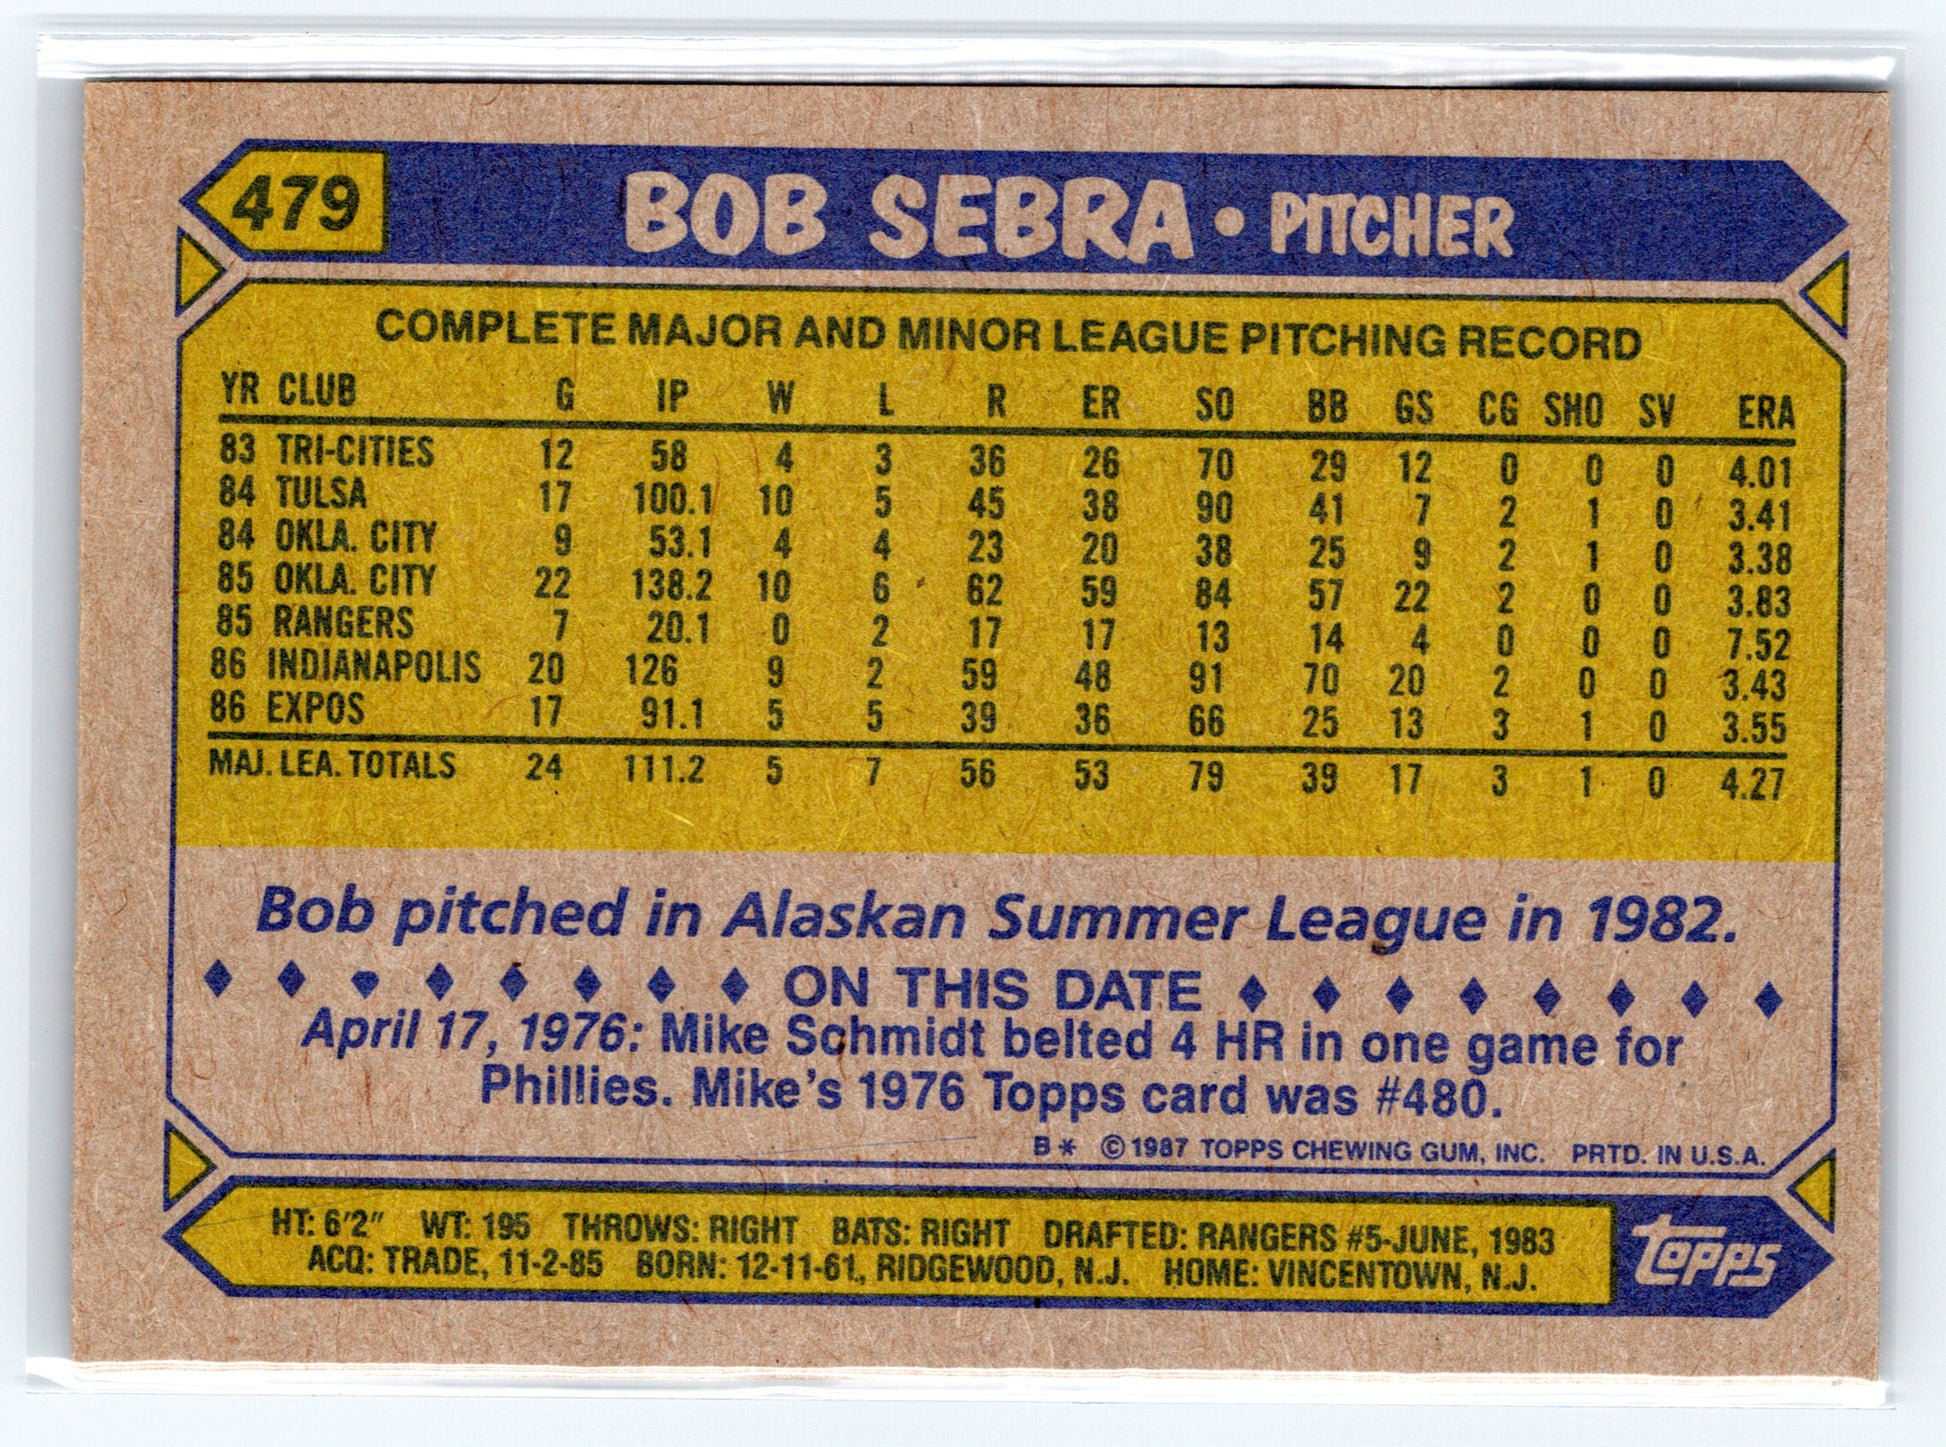 479 BOB SEBRA • PITCHER
COMPLETE MAJOR AND MINOR LEAGUE PITCHING RECORD
YR CLUB G IP W L R ER SO BB GS CG SHO SV ERA
83 TRI-CITIES 12 58 4 3 36 26 70 29 12 0 0 0 4.01
84 TULSA 17 100.1 10 5 45 38 90 41 7 2 1 0 3.41
84 OKLA. CITY 9 53.1 4 4 23 20 38 25 9 2 1 0 3.38
85 OKLA. CITY 22 138.2 10 6 62 59 84 57 22 2 0 0 3.83
85 RANGERS 7 20.1 0 2 17 17 13 14 4 0 0 0 7.52
86 INDIANAPOLIS 20 126 9 2 59 48 91 70 20 2 0 0 3.43
86 EXPOS 17 91.1 5 5 39 36 66 25 13 3 1 0 3.55
MAJ. LEA. TOTALS 24 111.2 5 7 56 53 79 39 17 3 1 0 4.27
Bob pitched in Alaskan Summer League in 1982.
ON THIS DATE
April 17, 1976: Mike Schmidt belted 4 HR in one game for
Phillies. Mike's 1976 Topps card was #480.
B* ©1987 TOPPS CHEWING GUM, INC. PRTD. IN U.S.A.
HT: 6'2" WT: 195 THROWS: RIGHT BATS: RIGHT DRAFTED: RANGERS #5-JUNE, 1983
ACQ: TRADE, 11-2-85 BORN: 12-11-61, RIDGEWOOD, N.J. HOME: VINCENTOWN, N.J.
topps